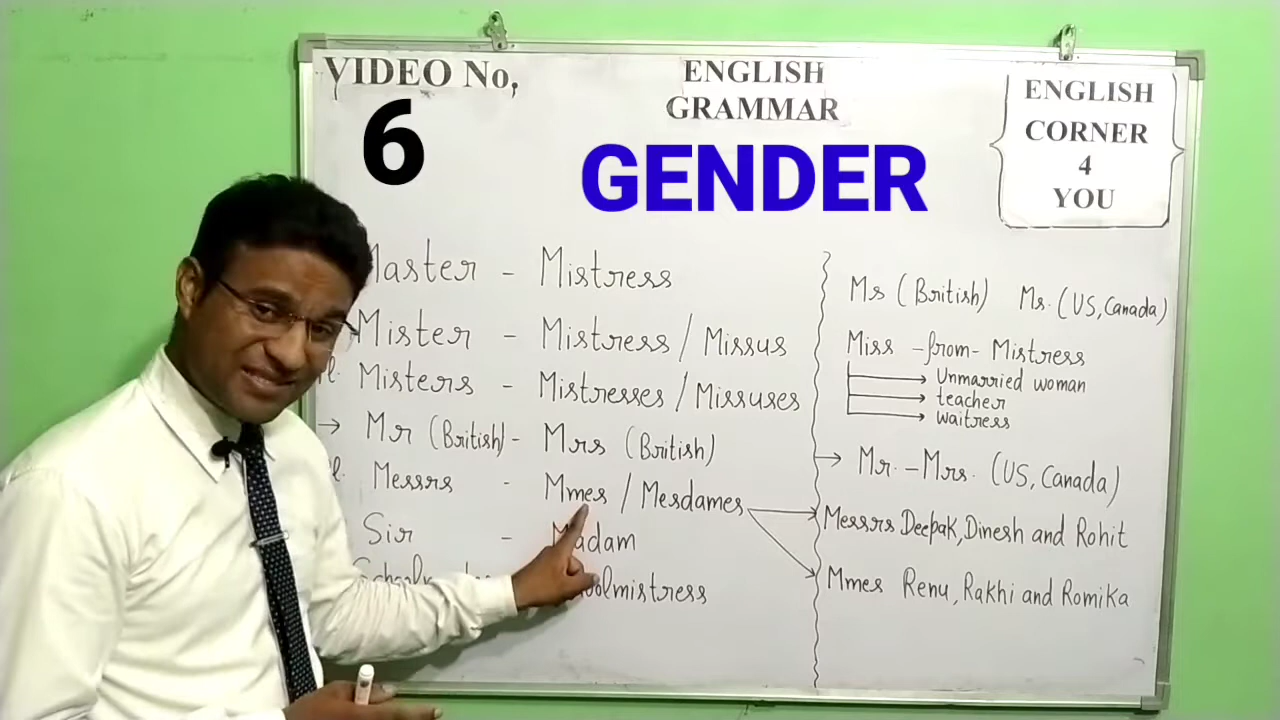 VIDEO No,
6
ENGLISH
GRAMMAR
GENDER
ENGLISH
CORNER
4
YOU
Master - Mistress
Mister - Mistress / Missus
Misters - Mistresses / Missuses
→ Mr (British) - Mrs (British)
Messrs - Mmes / Mesdames
Sir - Madam
Ms (British) Ms. (US, Canada)
Miss -from- Mistress
Unmarried woman
teacher
waitress
→ Mr. - Mrs. (US, Canada)
Messrs Deepak, Dinesh and Rohit
Mmes Renu, Rakhi and Romika